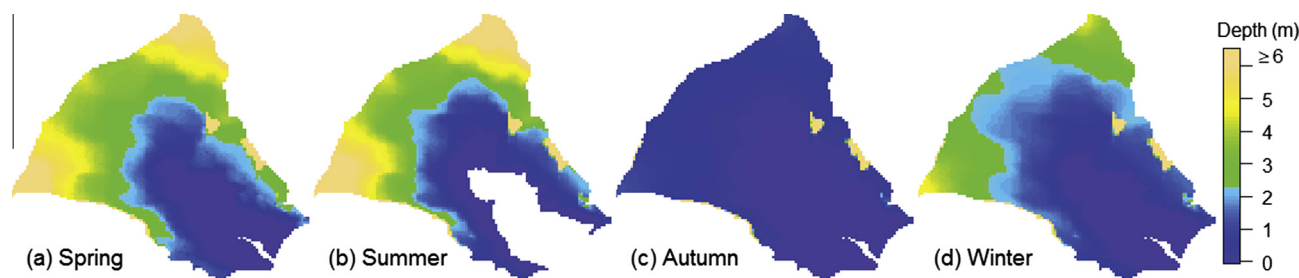 Depth (m)
≥6
5
4
3
2
1
0
(a) Spring
(b) Summer
(c) Autumn
(d) Winter